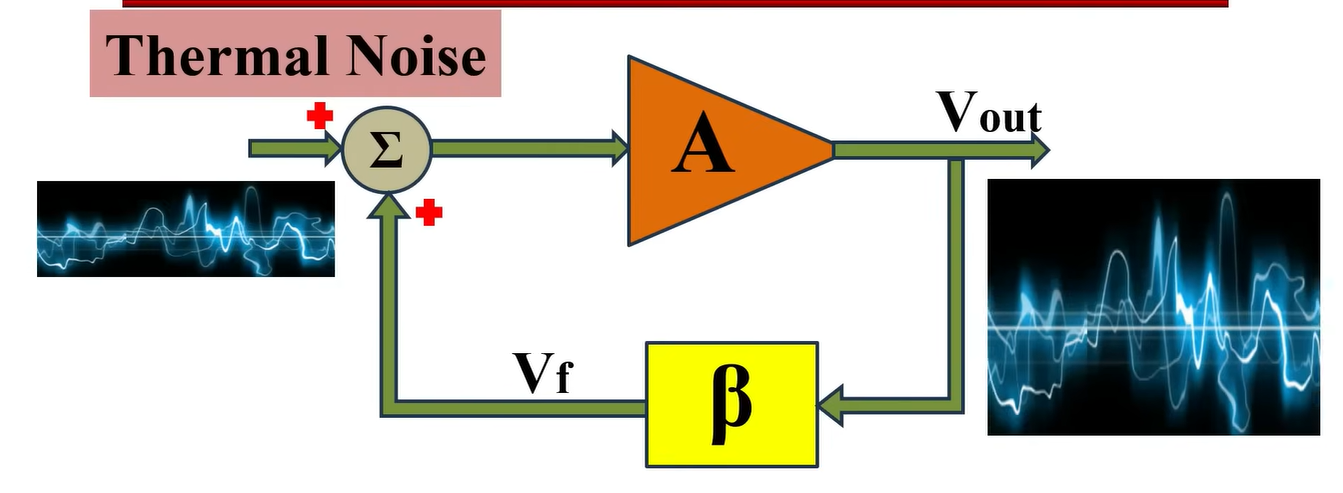 Thermal Noise
Σ
A
Vout
Vf
β